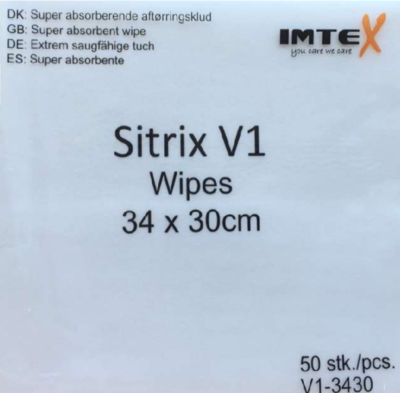 DK: Super absorberende aftørringsklud
GB: Super absorbent wipe
DE: Extrem saugfähige tuch
ES: Super absorbente
IMTEX
you care we care
Sitrix V1
Wipes
34 x 30cm
50 stk./pcs.
V1-3430